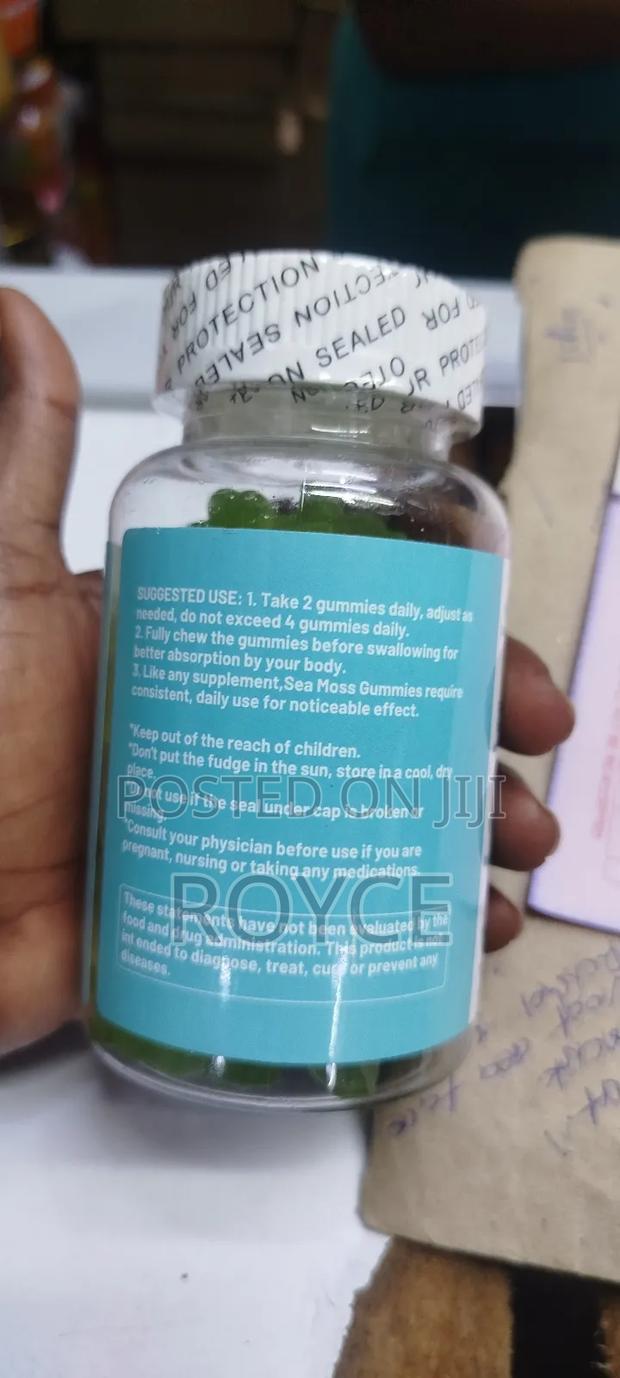 PROTECTION
SEALED
SUGGESTED USE: 1. Take 2 gummies daily, adjust as
needed, do not exceed 4 gummies daily.
2. Fully chew the gummies before swallowing for
better absorption by your body.
3. Like any supplement,Sea Moss Gummies require
consistent, daily use for noticeable effect.
*Keep out of the reach of children.
*Don't put the fudge in the sun, store in a cool, dry
place.
*Do not use if the seal under cap is broken or
missing.
*Consult your physician before use if you are
pregnant, nursing or taking any medications.
POSTED ON JIJI
ROYCE
These statements have not been evaluated by the
food and drug administration. This product is not
int ended to diagnose, treat, cure or prevent any
diseases.